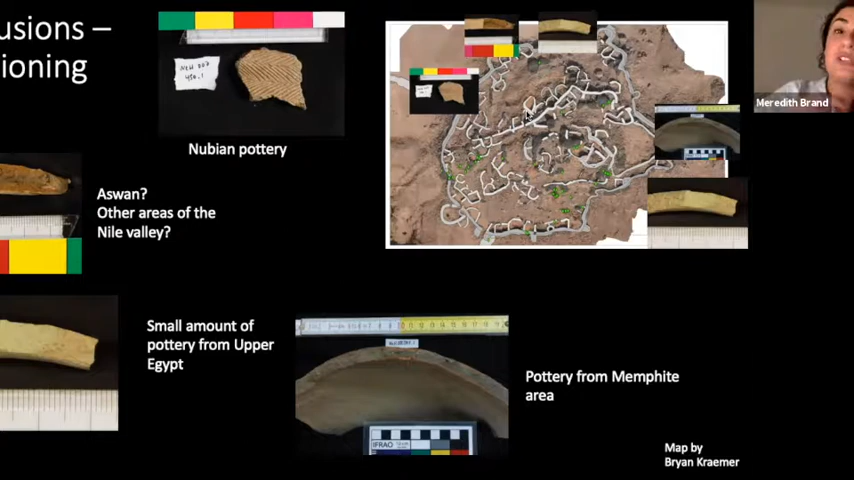 usions –
ioning
Nubian pottery
Meredith Brand
Aswan?
Other areas of the
Nile valley?
Small amount of
pottery from Upper
Egypt
IFRAO
Pottery from Memphite
area
Map by
Bryan Kraemer